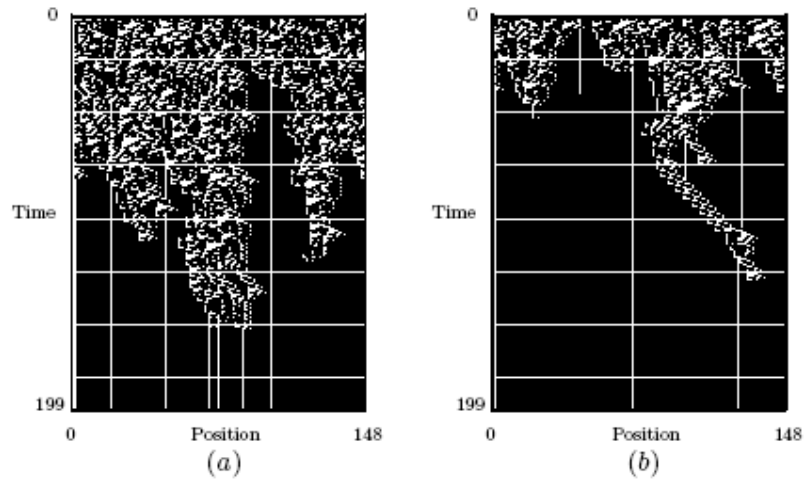 0 0
Time Time
199 199
0 Position 148 0 Position 148
(a) (b)